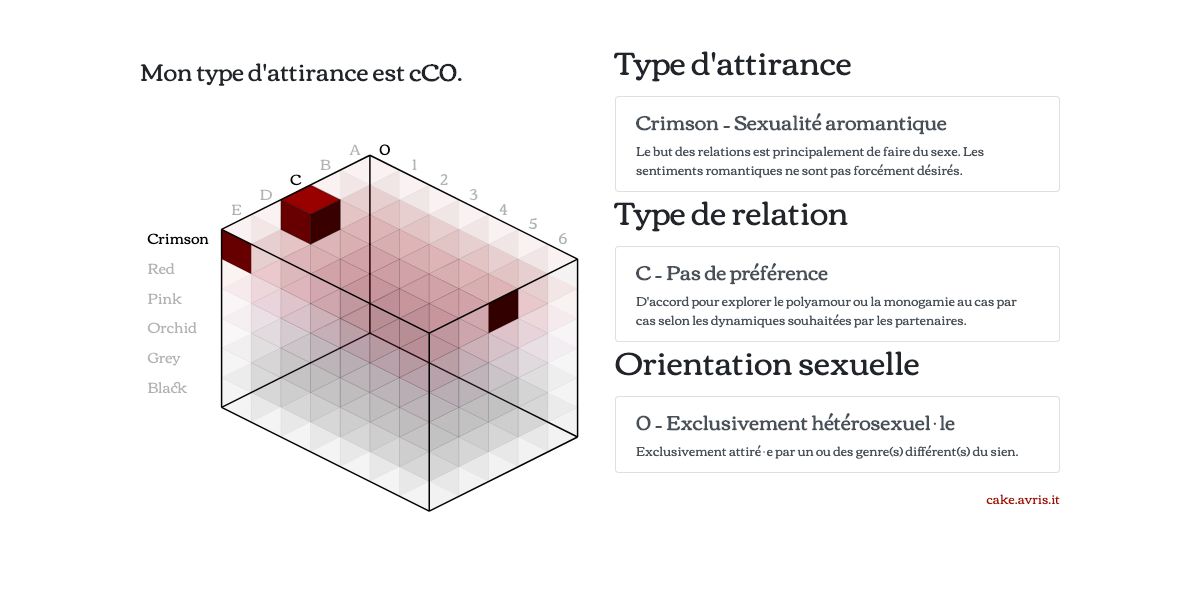 Mon type d'attirance est cCO.
A O
B 1
C 2
D 3
E 4
5
6
Crimson
Red
Pink
Orchid
Grey
Black
Type d'attirance
Crimson - Sexualité aromantique
Le but des relations est principalement de faire du sexe. Les
sentiments romantiques ne sont pas forcément désirés.
Type de relation
C - Pas de préférence
D'accord pour explorer le polyamour ou la monogamie au cas par
cas selon les dynamiques souhaitées par les partenaires.
Orientation sexuelle
0 - Exclusivement hétérosexuel·le
Exclusivement attiré·e par un ou des genre(s) différent(s) du sien.
cake.avris.it